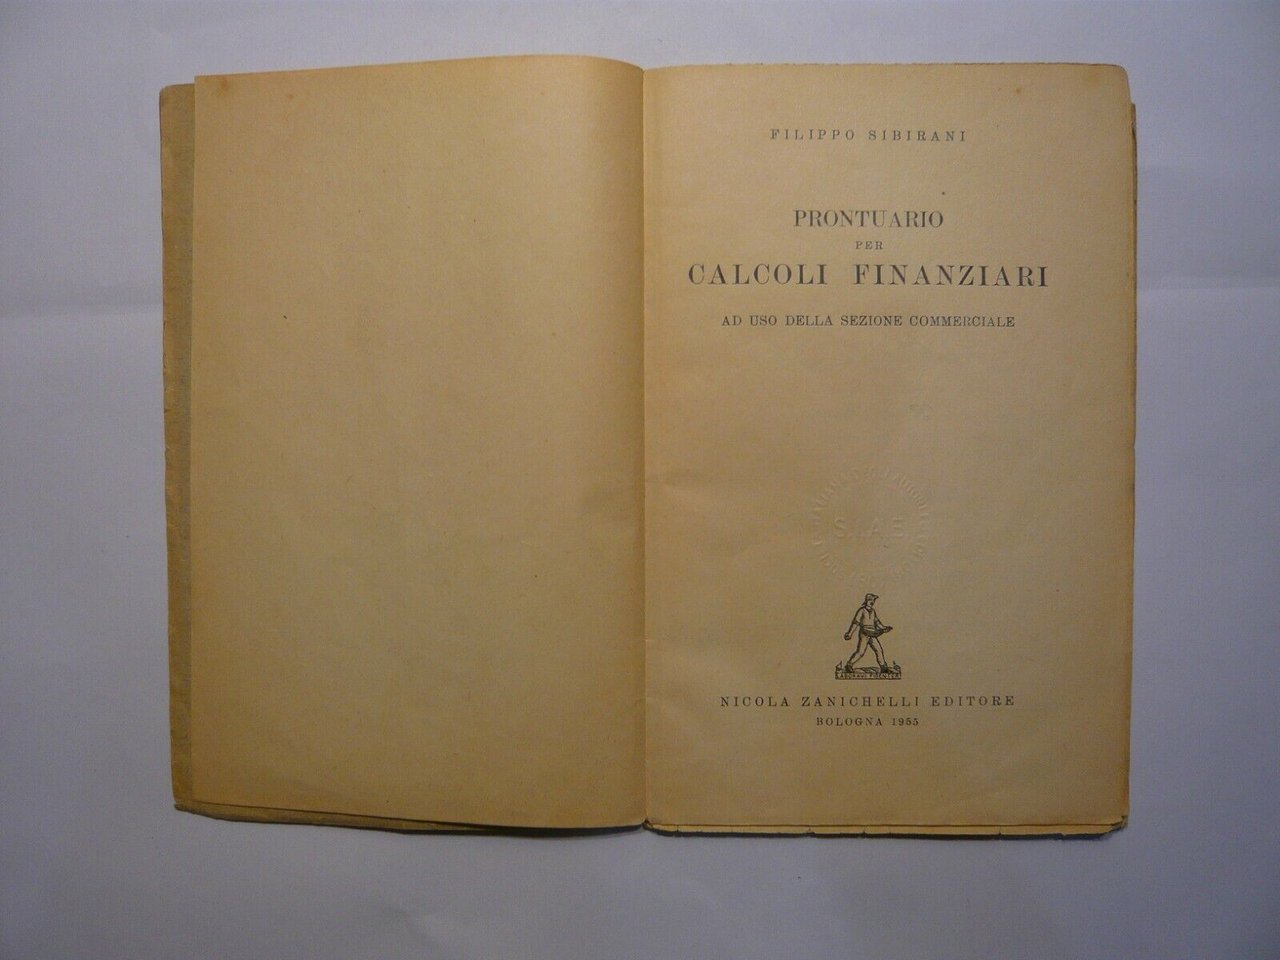 FILIPPO SIBIRANI
PRONTUARIO
PER
CALCOLI FINANZIARI
AD USO DELLA SEZIONE COMMERCIALE
NICOLA ZANICHELLI EDITORE
BOLOGNA 1955